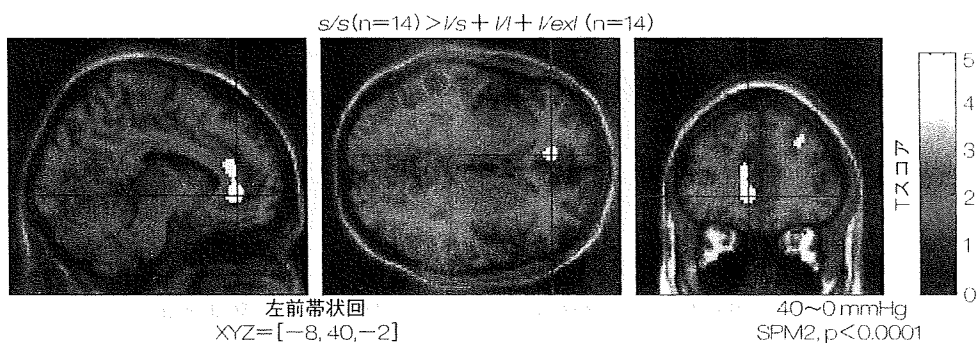 s/s(n=14)>l/s+l/l+l/exl (n=14)
5
4
3
2
1
0
Tスコア
左前帯状回
XYZ=[−8, 40, −2]
40〜0 mmHg
SPM2, p<0.0001